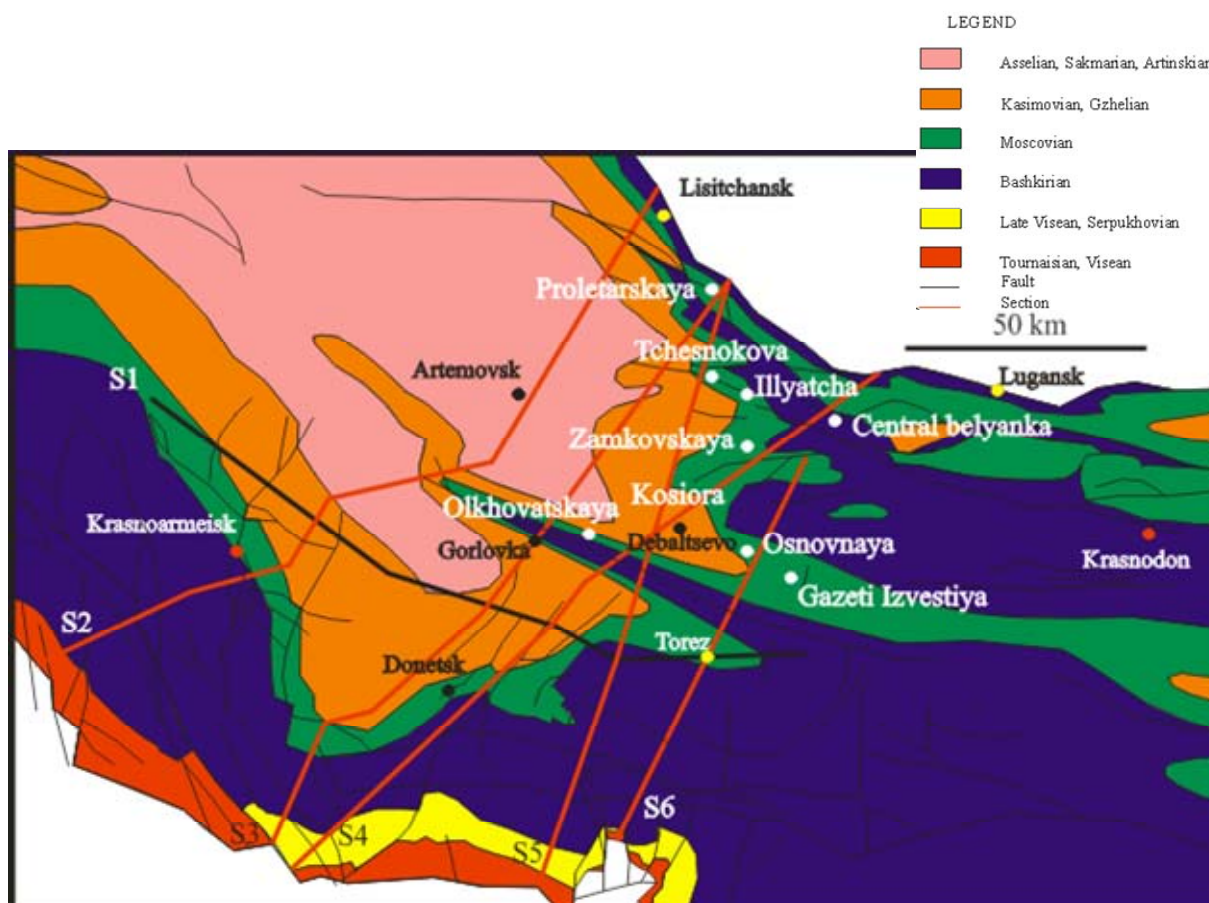 LEGEND
Asselian, Sakmarian, Artinskian
Kasimovian, Gzhelian
Moscovian
Bashkirian
Late Visean, Serpukhovian
Tournaisian, Visean
Fault
Section
50 km
Lisitchansk
Proletarskaya
Tchesnokova
Artemovsk
Illyatcha
Lugansk
S1
Zamkovskaya
Central belyanka
Olkhovatskaya
Kosiora
Krasnoarmeisk
Gorlovka
Debaltsevo
Osnovnaya
Krasnodon
Gazeti Izvestiya
S2
Torez
Donetsk
S6
S3
S4
S5